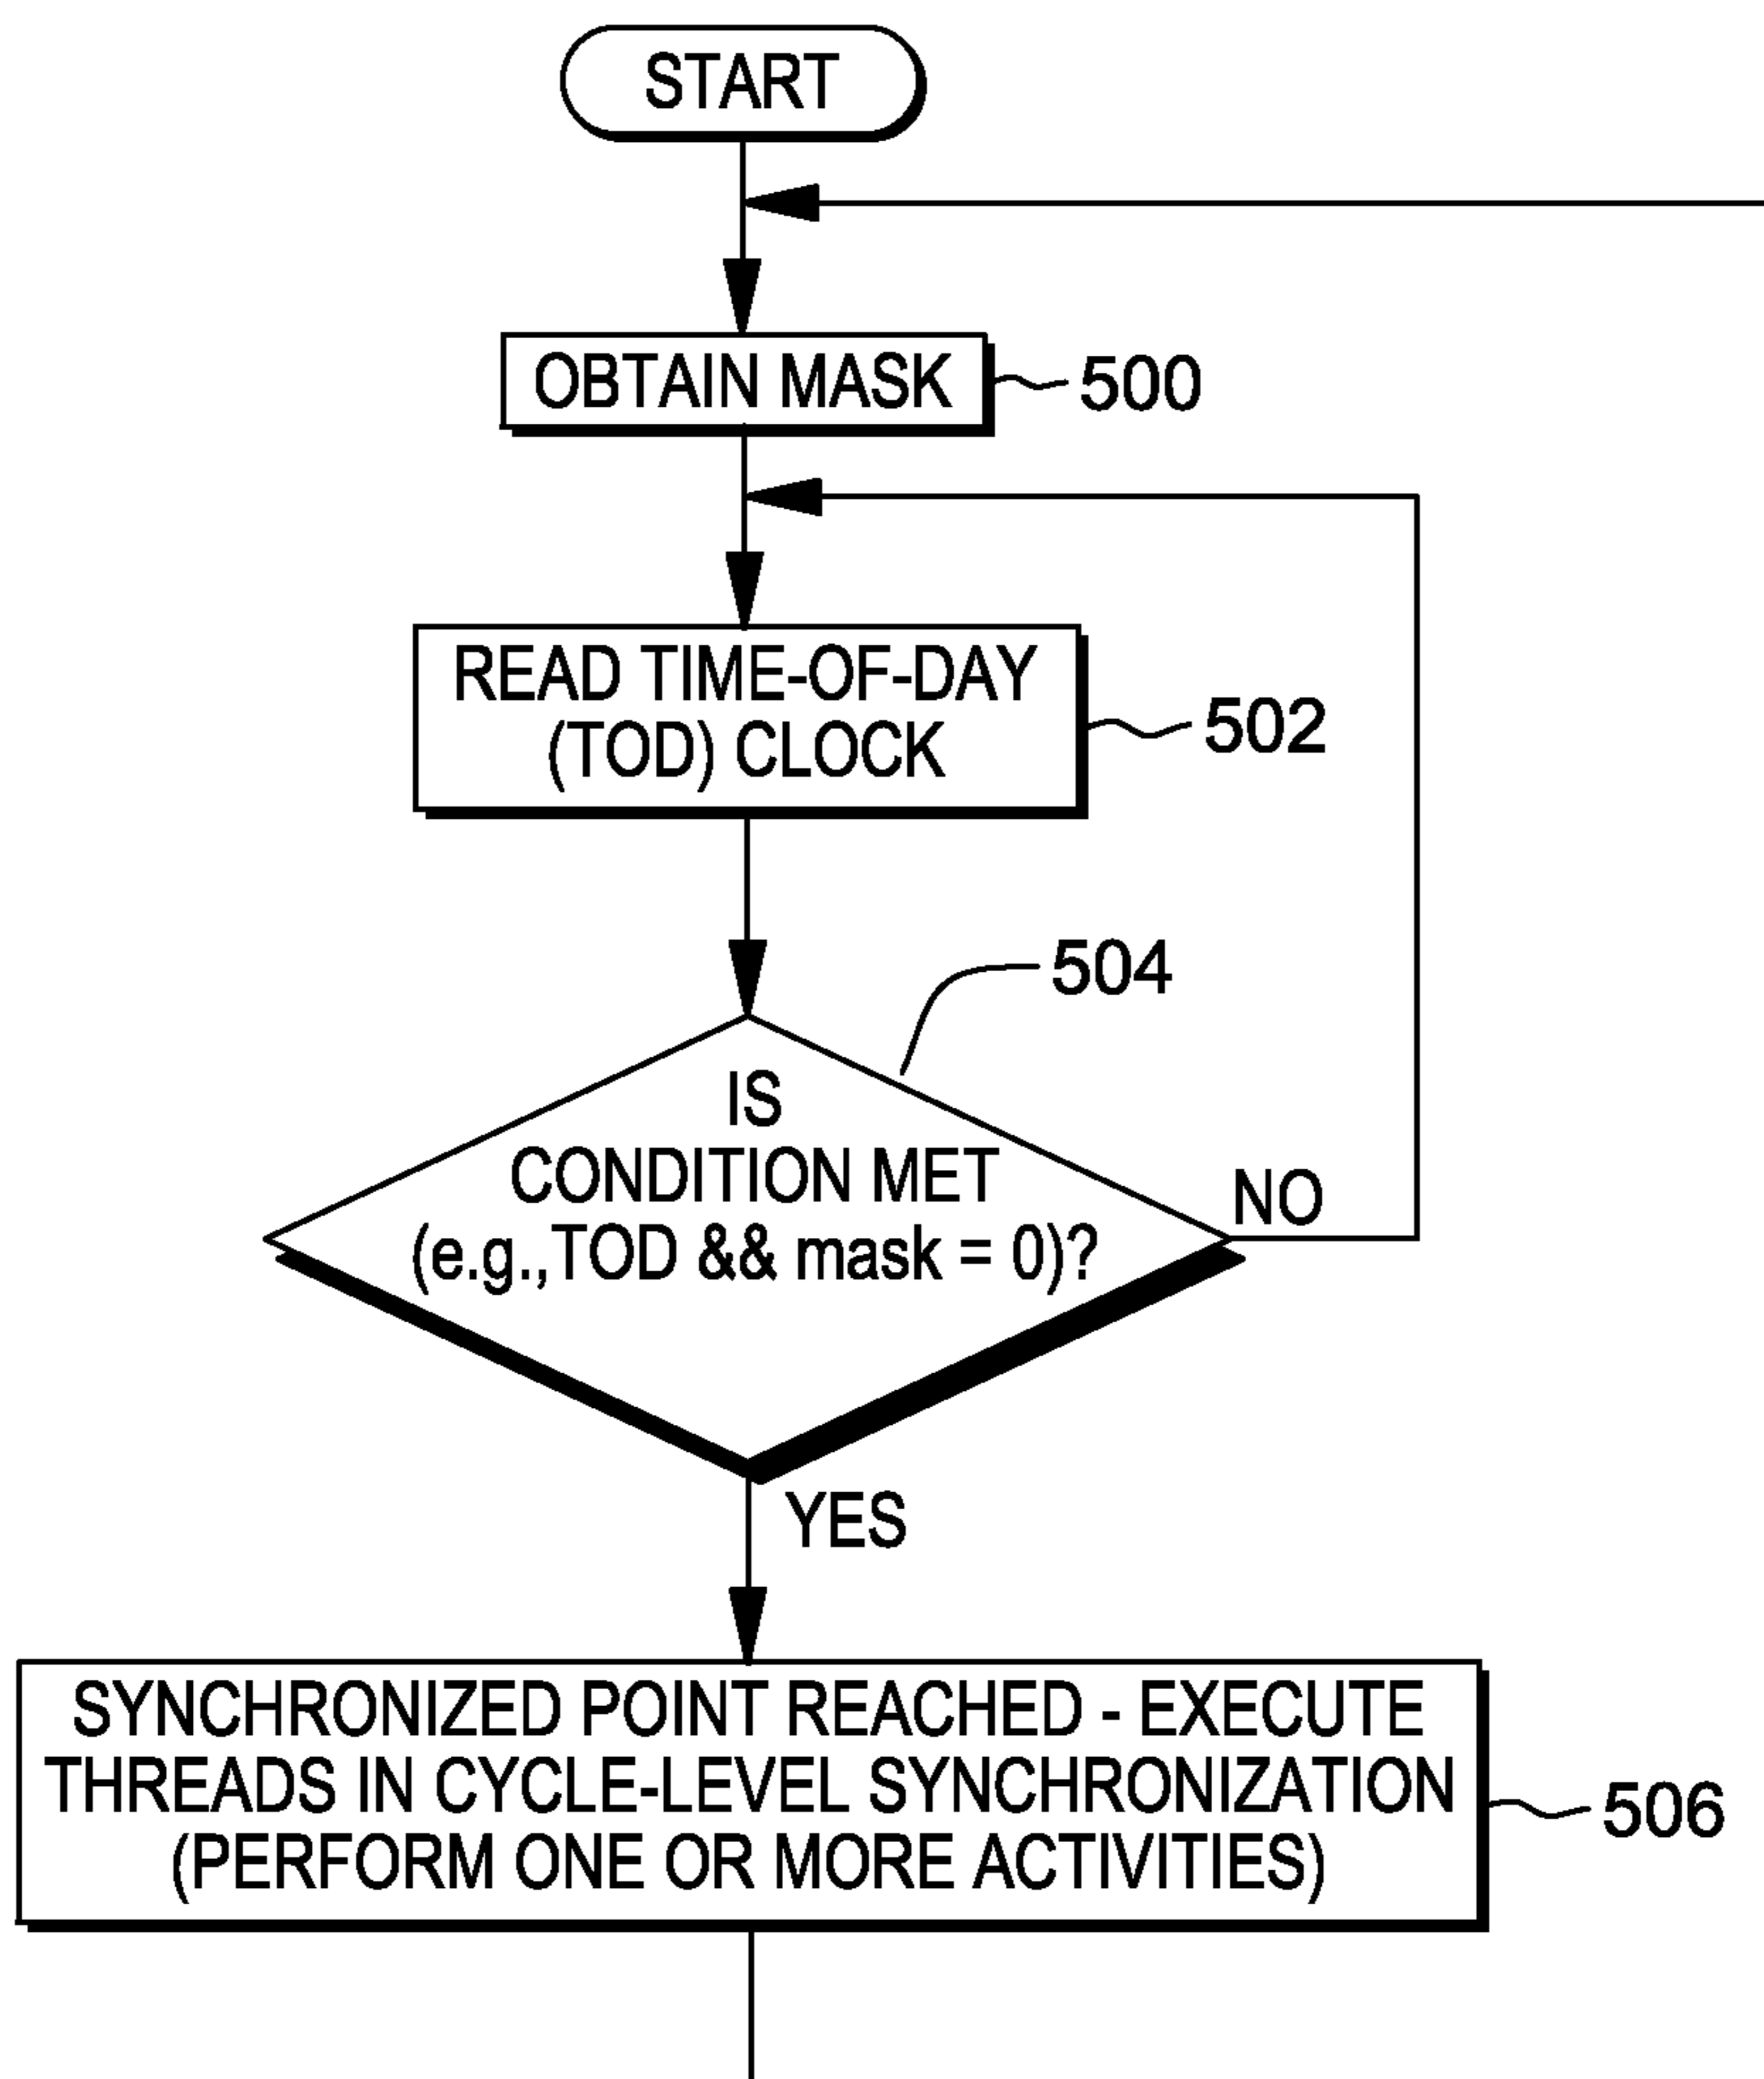 START
OBTAIN MASK
500
READ TIME-OF-DAY
(TOD) CLOCK
502
504
IS
CONDITION MET
(e.g.,TOD && mask = 0)?
NO
YES
SYNCHRONIZED POINT REACHED - EXECUTE
THREADS IN CYCLE-LEVEL SYNCHRONIZATION
(PERFORM ONE OR MORE ACTIVITIES)
506